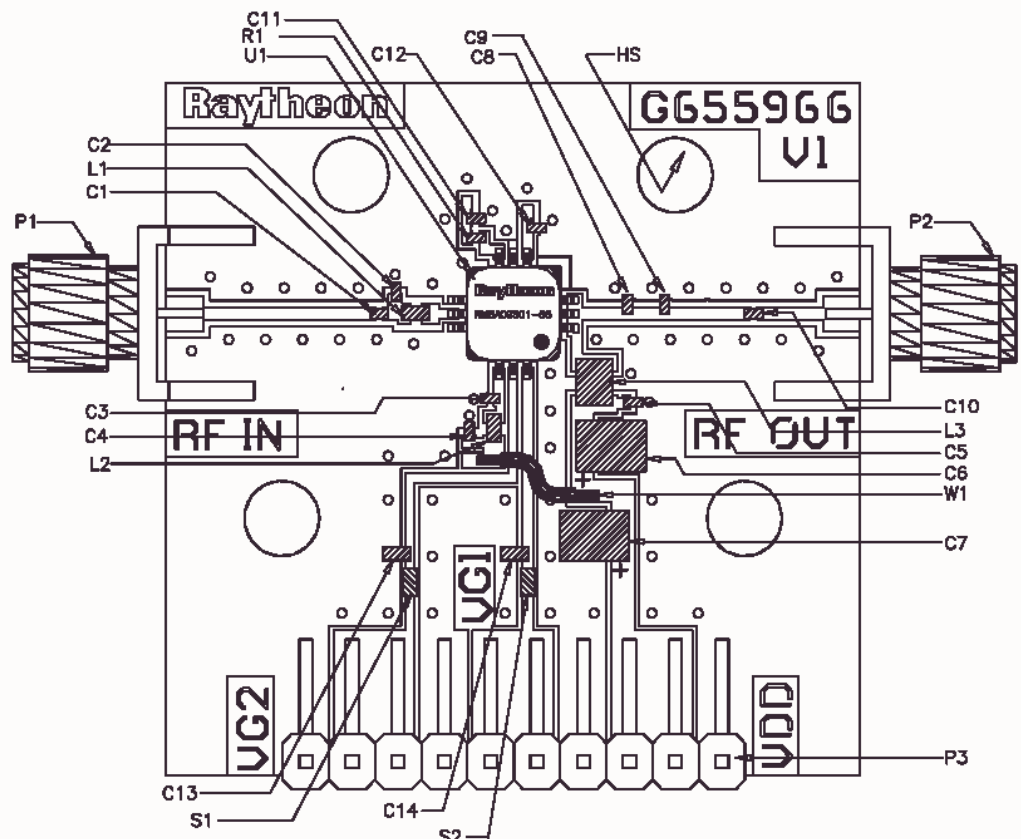 C11
R1
U1
C12
C9
C8
HS
Raytheon
G655966
V1
C2
L1
C1
P1
P2
Raytheon
C3
C4
L2
RF IN
RF OUT
C10
L3
C5
C6
W1
C7
VG1
VG2
VDD
P3
C13
S1
C14
S2